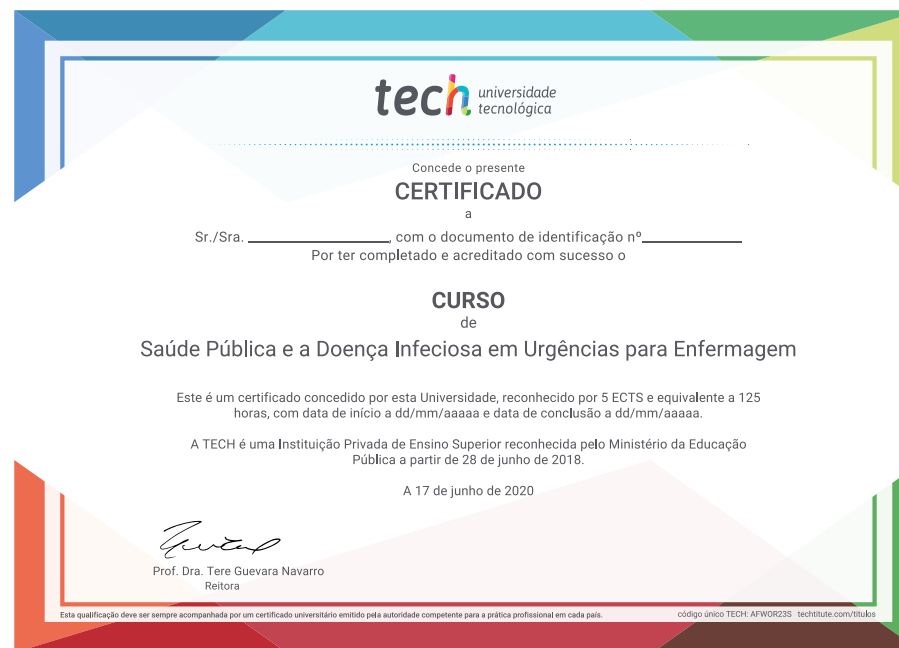 tech universidade
tecnológica
Concede o presente
CERTIFICADO
a
Sr./Sra. ________________, com o documento de identificação nº____________
Por ter completado e acreditado com sucesso o
CURSO
de
Saúde Pública e a Doença Infeciosa em Urgências para Enfermagem
Este é um certificado concedido por esta Universidade, reconhecido por 5 ECTS e equivalente a 125
horas, com data de início a dd/mm/aaaaa e data de conclusão a dd/mm/aaaaa.
A TECH é uma Instituição Privada de Ensino Superior reconhecida pelo Ministério da Educação
Pública a partir de 28 de junho de 2018.
A 17 de junho de 2020
Prof. Dra. Tere Guevara Navarro
Reitora
Esta qualificação deve ser sempre acompanhada por um certificado universitário emitido pela autoridade competente para a prática profissional em cada país.
código único TECH: AFWOR23S techtitute.com/titulos